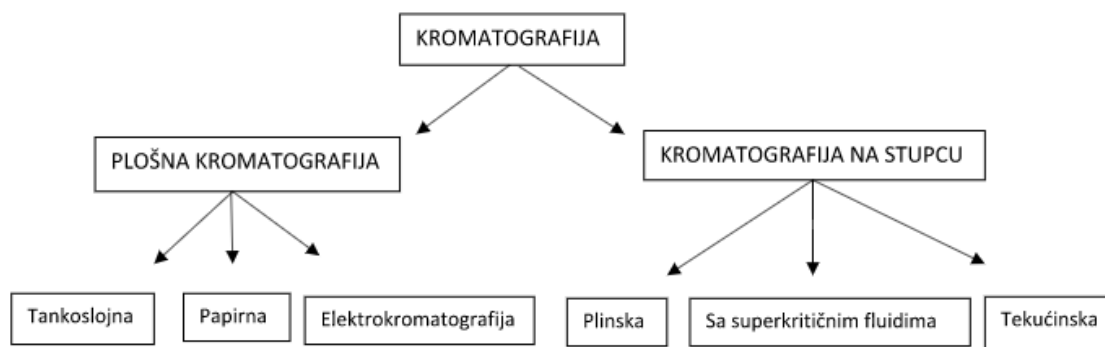 KROMATOGRAFIJA
PLOŠNA KROMATOGRAFIJA
KROMATOGRAFIJA NA STUPCU
Tankoslojna
Papirna
Elektrokromatografija
Plinska
Sa superkritičnim fluidima
Tekućinska